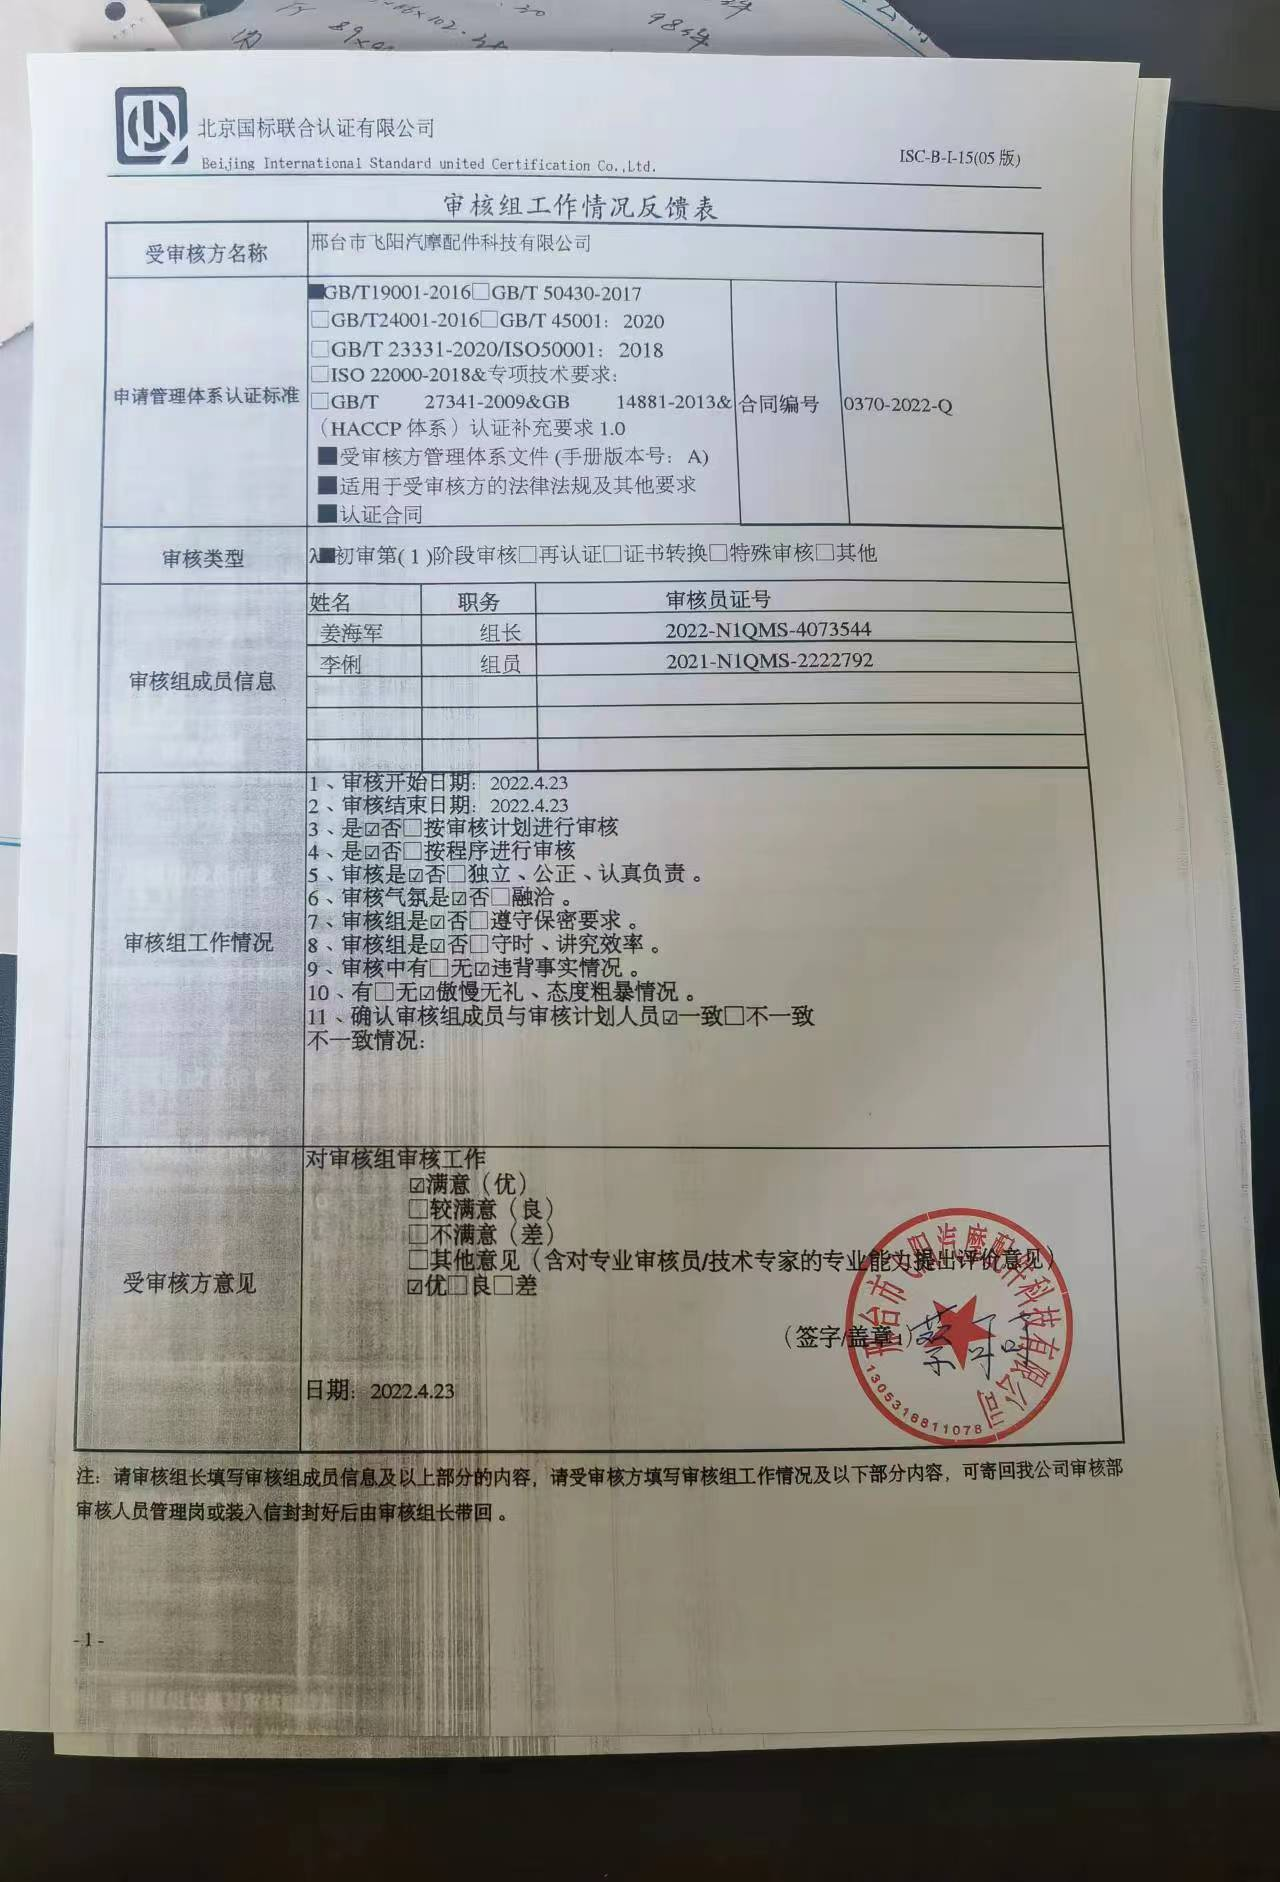 98.5年
北京国标联合认证有限公司
Beijing International Standard united Certification Co.,Ltd.
ISC-B-I-15(05 版)
审核组工作情况反馈表
受审核方名称
邢台市飞阳汽摩配件科技有限公司
申请管理体系认证标准
■GB/T19001-2016□GB/T 50430-2017
□GB/T24001-2016□GB/T 45001：2020
□GB/T 23331-2020/ISO50001：2018
□ISO 22000-2018&专项技术要求：
□GB/T 27341-2009&GB 14881-2013&
（HACCP 体系）认证补充要求 1.0
■受审核方管理体系文件 (手册版本号：A)
■适用于受审核方的法律法规及其他要求
■认证合同
合同编号
0370-2022-Q
审核类型
λ■初审第( 1 )阶段审核□再认证□证书转换□特殊审核□其他
审核组成员信息
姓名 职务 审核员证号
姜海军 组长 2022-N1QMS-4073544
李俐 组员 2021-N1QMS-2222792
审核组工作情况
1、审核开始日期：2022.4.23
2、审核结束日期：2022.4.23
3、是☑否□按审核计划进行审核
4、是☑否□按程序进行审核
5、审核是☑否□独立、公正、认真负责。
6、审核气氛是☑否□融洽。
7、审核组是☑否□遵守保密要求。
8、审核组是☑否□守时、讲究效率。
9、审核中有□无☑违背事实情况。
10、有□无☑傲慢无礼、态度粗暴情况。
11、确认审核组成员与审核计划人员☑一致□不一致
不一致情况：
受审核方意见
对审核组审核工作
☑满意（优）
□较满意（良）
□不满意（差）
□其他意见（含对专业审核员/技术专家的专业能力提出评价意见）
☑优□良□差
（签字/盖章：）
邢台市飞阳汽摩配件科技有限公司
1305318811078
日期：2022.4.23
注：请审核组长填写审核组成员信息及以上部分的内容，请受审核方填写审核组工作情况及以下部分内容，可寄回我公司审核部
审核人员管理岗或装入信封封好后由审核组长带回。
- 1 -